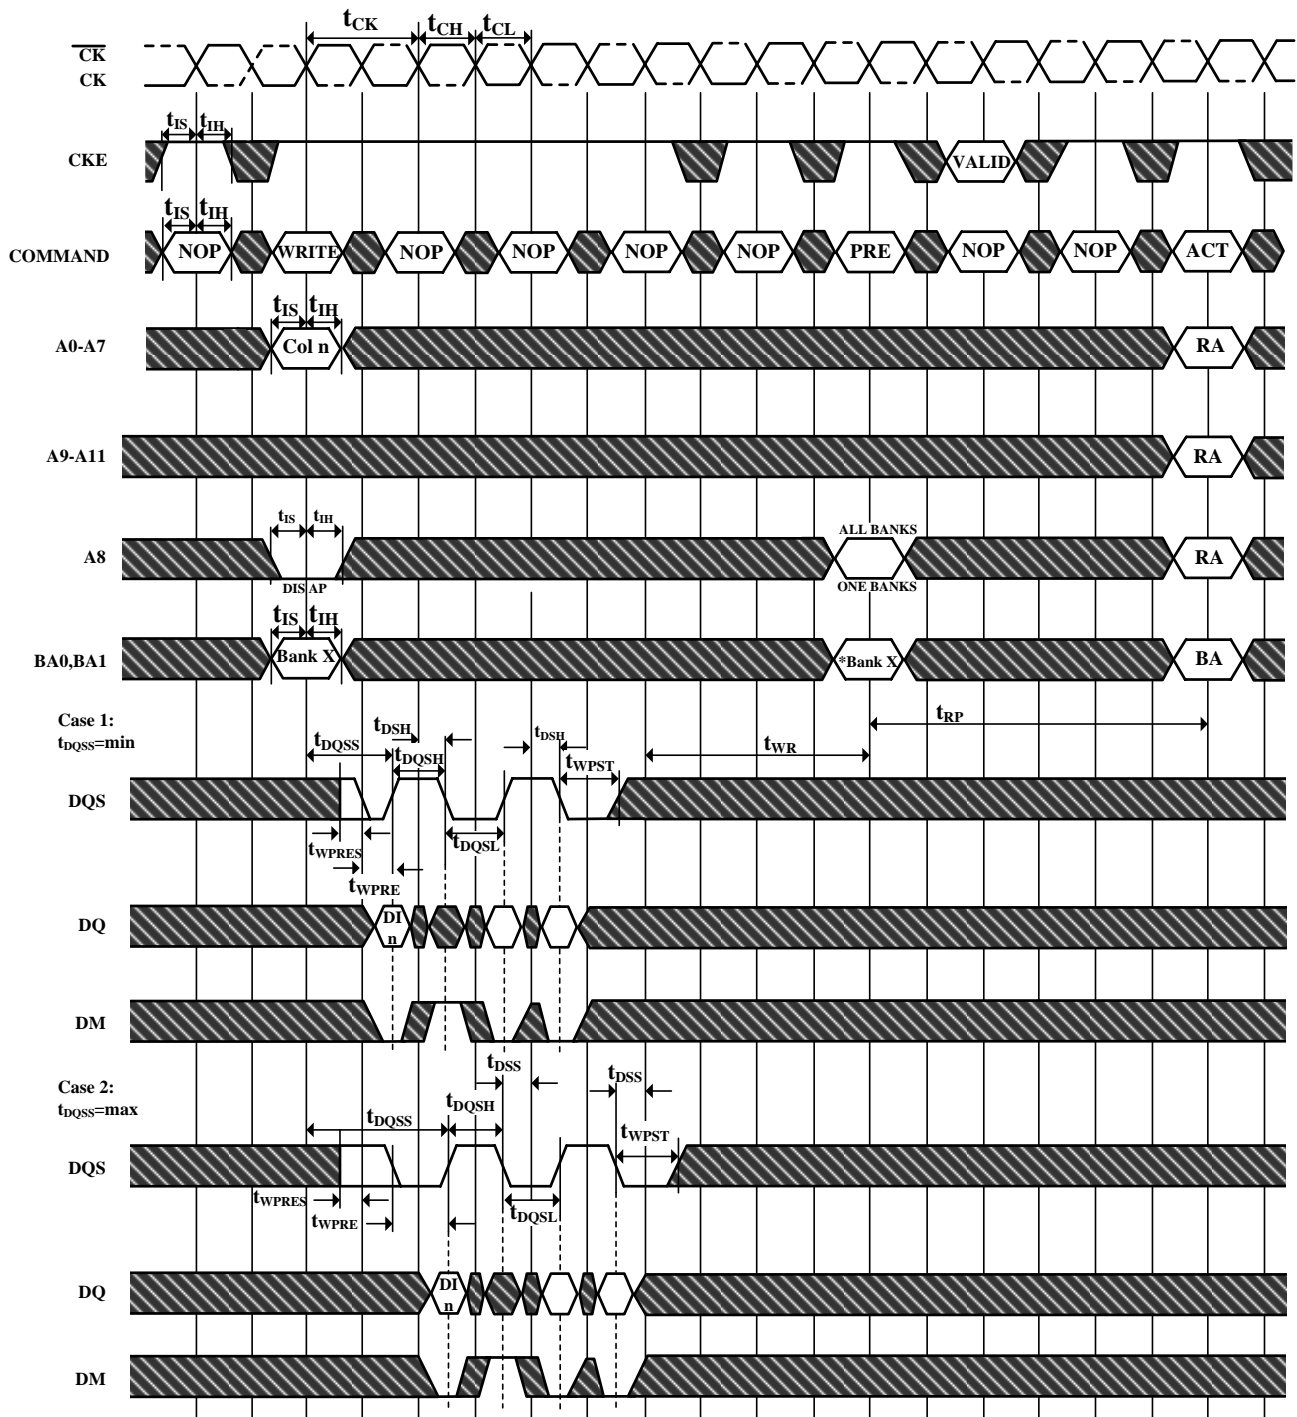 tCK tCH tCL
CK
CK
tIS tIH
CKE VALID
tIS tIH
COMMAND NOP WRITE NOP NOP NOP NOP PRE NOP NOP ACT
tIS tIH
A0-A7 Col n RA
A9-A11 RA
tIS tIH ALL BANKS
A8 RA
DIS AP ONE BANKS
tIS tIH
BA0,BA1 Bank X *Bank X BA
Case 1:
tDQSS=min
tDQSS tDSH tDQSH tDSH tWPST tWR tRP
DQS
tWPRES tDQSL
tWPRE
DQ DI
n
DM
Case 2:
tDQSS=max
tDQSS tDQSH tDSS tDSS tWPST
DQS
tWPRES tWPRE tDQSL
DQ DI
n
DM